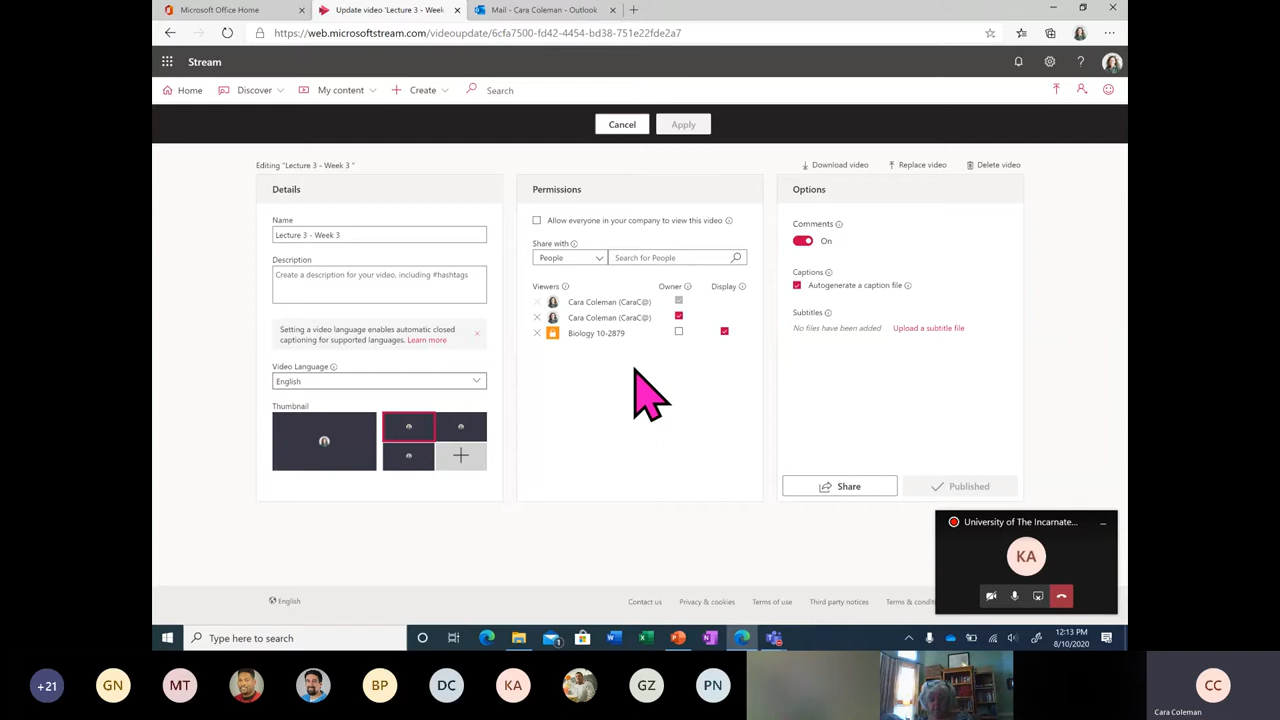 Microsoft Office Home
Update video 'Lecture 3 - Week
Mail - Cara Coleman - Outlook
https://web.microsoftstream.com/videoupdate/6cfa7500-fd42-4454-bd38-751e22fde2a7
Stream
Home
Discover
My content
Create
Search
Cancel
Apply
Editing "Lecture 3 - Week 3 "
Download video
Replace video
Delete video
Details
Name
Lecture 3 - Week 3
Description
Create a description for your video, including #hashtags
Setting a video language enables automatic closed
captioning for supported languages. Learn more
Video Language
English
Thumbnail
Permissions
Allow everyone in your company to view this video
Share with
People
Search for People
Viewers Owner Display
Cara Coleman (CaraC@)
Cara Coleman (CaraC@)
Biology 10-2879
Options
Comments
On
Captions
Autogenerate a caption file
Subtitles
No files have been added Upload a subtitle file
Share
Published
University of The Incarnate...
KA
English
Contact us
Privacy & cookies
Terms of use
Third party notices
Terms & conditi
Type here to search
12:13 PM
8/10/2020
+21
GN
MT
BP
DC
KA
GZ
PN
CC
Cara Coleman